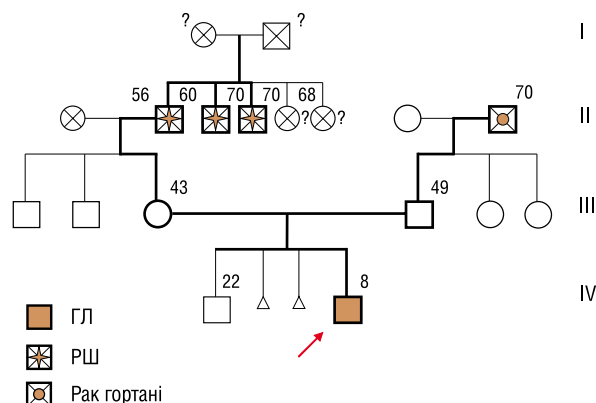 ? ? I
56 60 70 70 68 ? ? 70 II
43 49 III
22 8 IV
ГЛ
РШ
Рак гортані